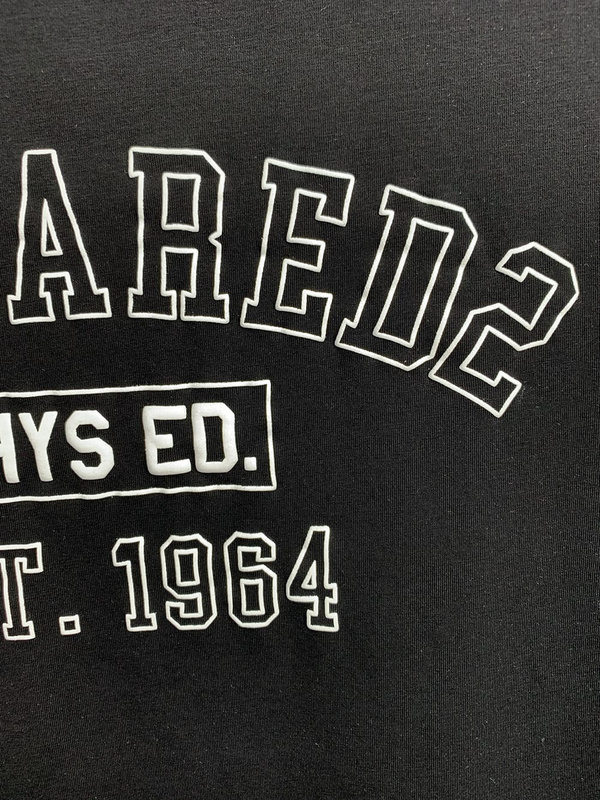 ARED2
HYS ED.
T. 1964